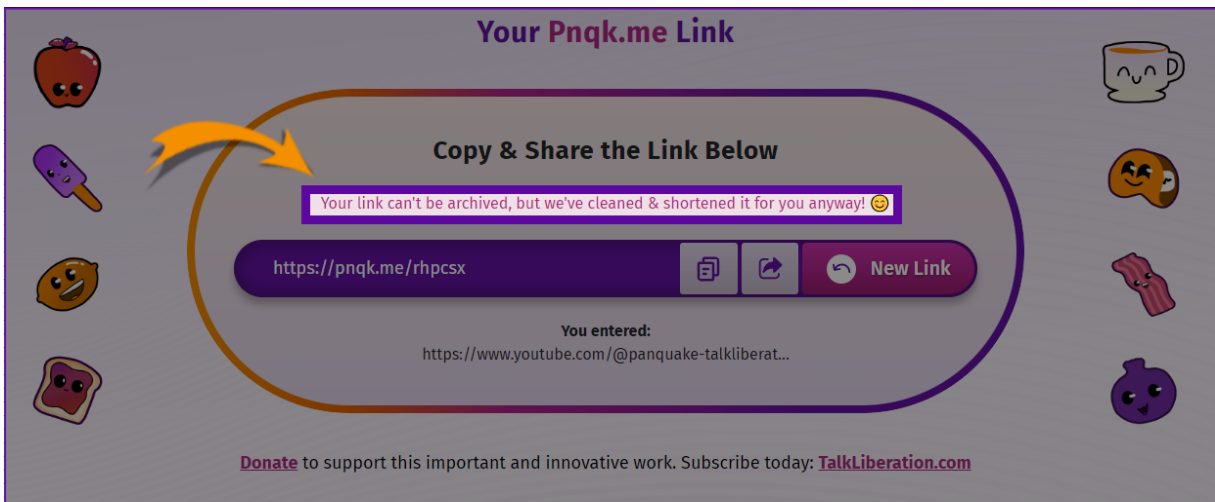 Your Pnqk.me Link
Copy & Share the Link Below
Your link can't be archived, but we've cleaned & shortened it for you anyway! 😊
https://pnqk.me/rhpcsx
New Link
You entered:
https://www.youtube.com/@panquake-talkliberat...
Donate to support this important and innovative work. Subscribe today: TalkLiberation.com